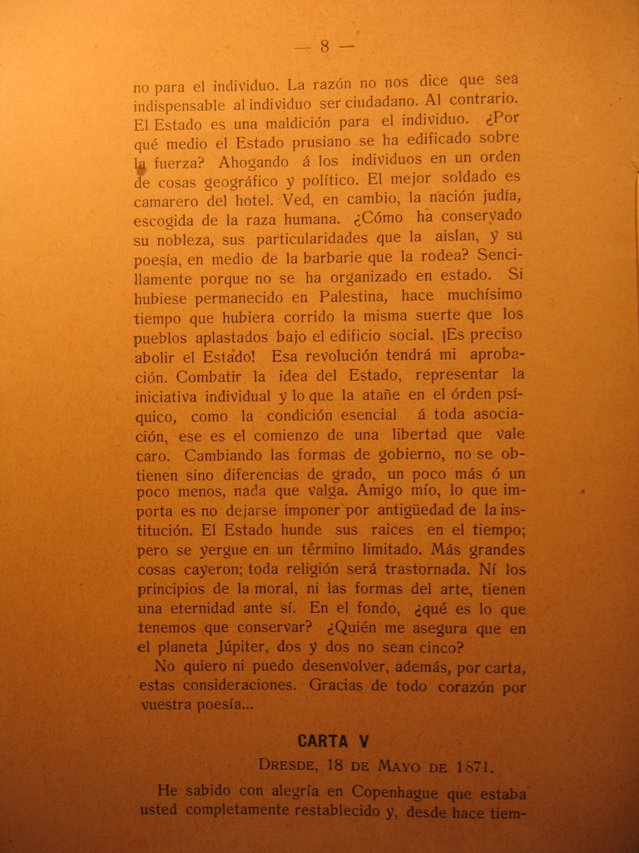 — 8 —
no para el individuo. La razón no nos dice que sea
indispensable al individuo ser ciudadano. Al contrario.
El Estado es una maldición para el individuo. ¿Por
qué medio el Estado prusiano se ha edificado sobre
la fuerza? Ahogando á los individuos en un orden
de cosas geográfico y político. El mejor soldado es
camarero del hotel. Ved, en cambio, la nación judía,
escogida de la raza humana. ¿Cómo ha conservado
su nobleza, sus particularidades que la aislan, y su
poesía, en medio de la barbarie que la rodea? Senci-
llamente porque no se ha organizado en estado. Si
hubiese permanecido en Palestina, hace muchísimo
tiempo que hubiera corrido la misma suerte que los
pueblos aplastados bajo el edificio social. ¡Es preciso
abolir el Estado! Esa revolución tendrá mi aproba-
ción. Combatir la idea del Estado, representar la
iniciativa individual y lo que la atañe en el órden psí-
quico, como la condición esencial á toda asocia-
ción, ese es el comienzo de una libertad que vale
caro. Cambiando las formas de gobierno, no se ob-
tienen sino diferencias de grado, un poco más ó un
poco menos, nada que valga. Amigo mío, lo que im-
porta es no dejarse imponer por antigüedad de la ins-
titución. El Estado hunde sus raices en el tiempo;
pero se yergue en un término limitado. Más grandes
cosas cayeron; toda religión será trastornada. Ní los
principios de la moral, ni las formas del arte, tienen
una eternidad ante sí. En el fondo, ¿qué es lo que
tenemos que conservar? ¿Quién me asegura que en
el planeta Júpiter, dos y dos no sean cinco?
No quiero ni puedo desenvolver, además, por carta,
estas consideraciones. Gracias de todo corazón por
vuestra poesía...
CARTA V
DRESDE, 18 DE MAYO DE 1871.
He sabido con alegría en Copenhague que estaba
usted completamente restablecido y, desde hace tiem-